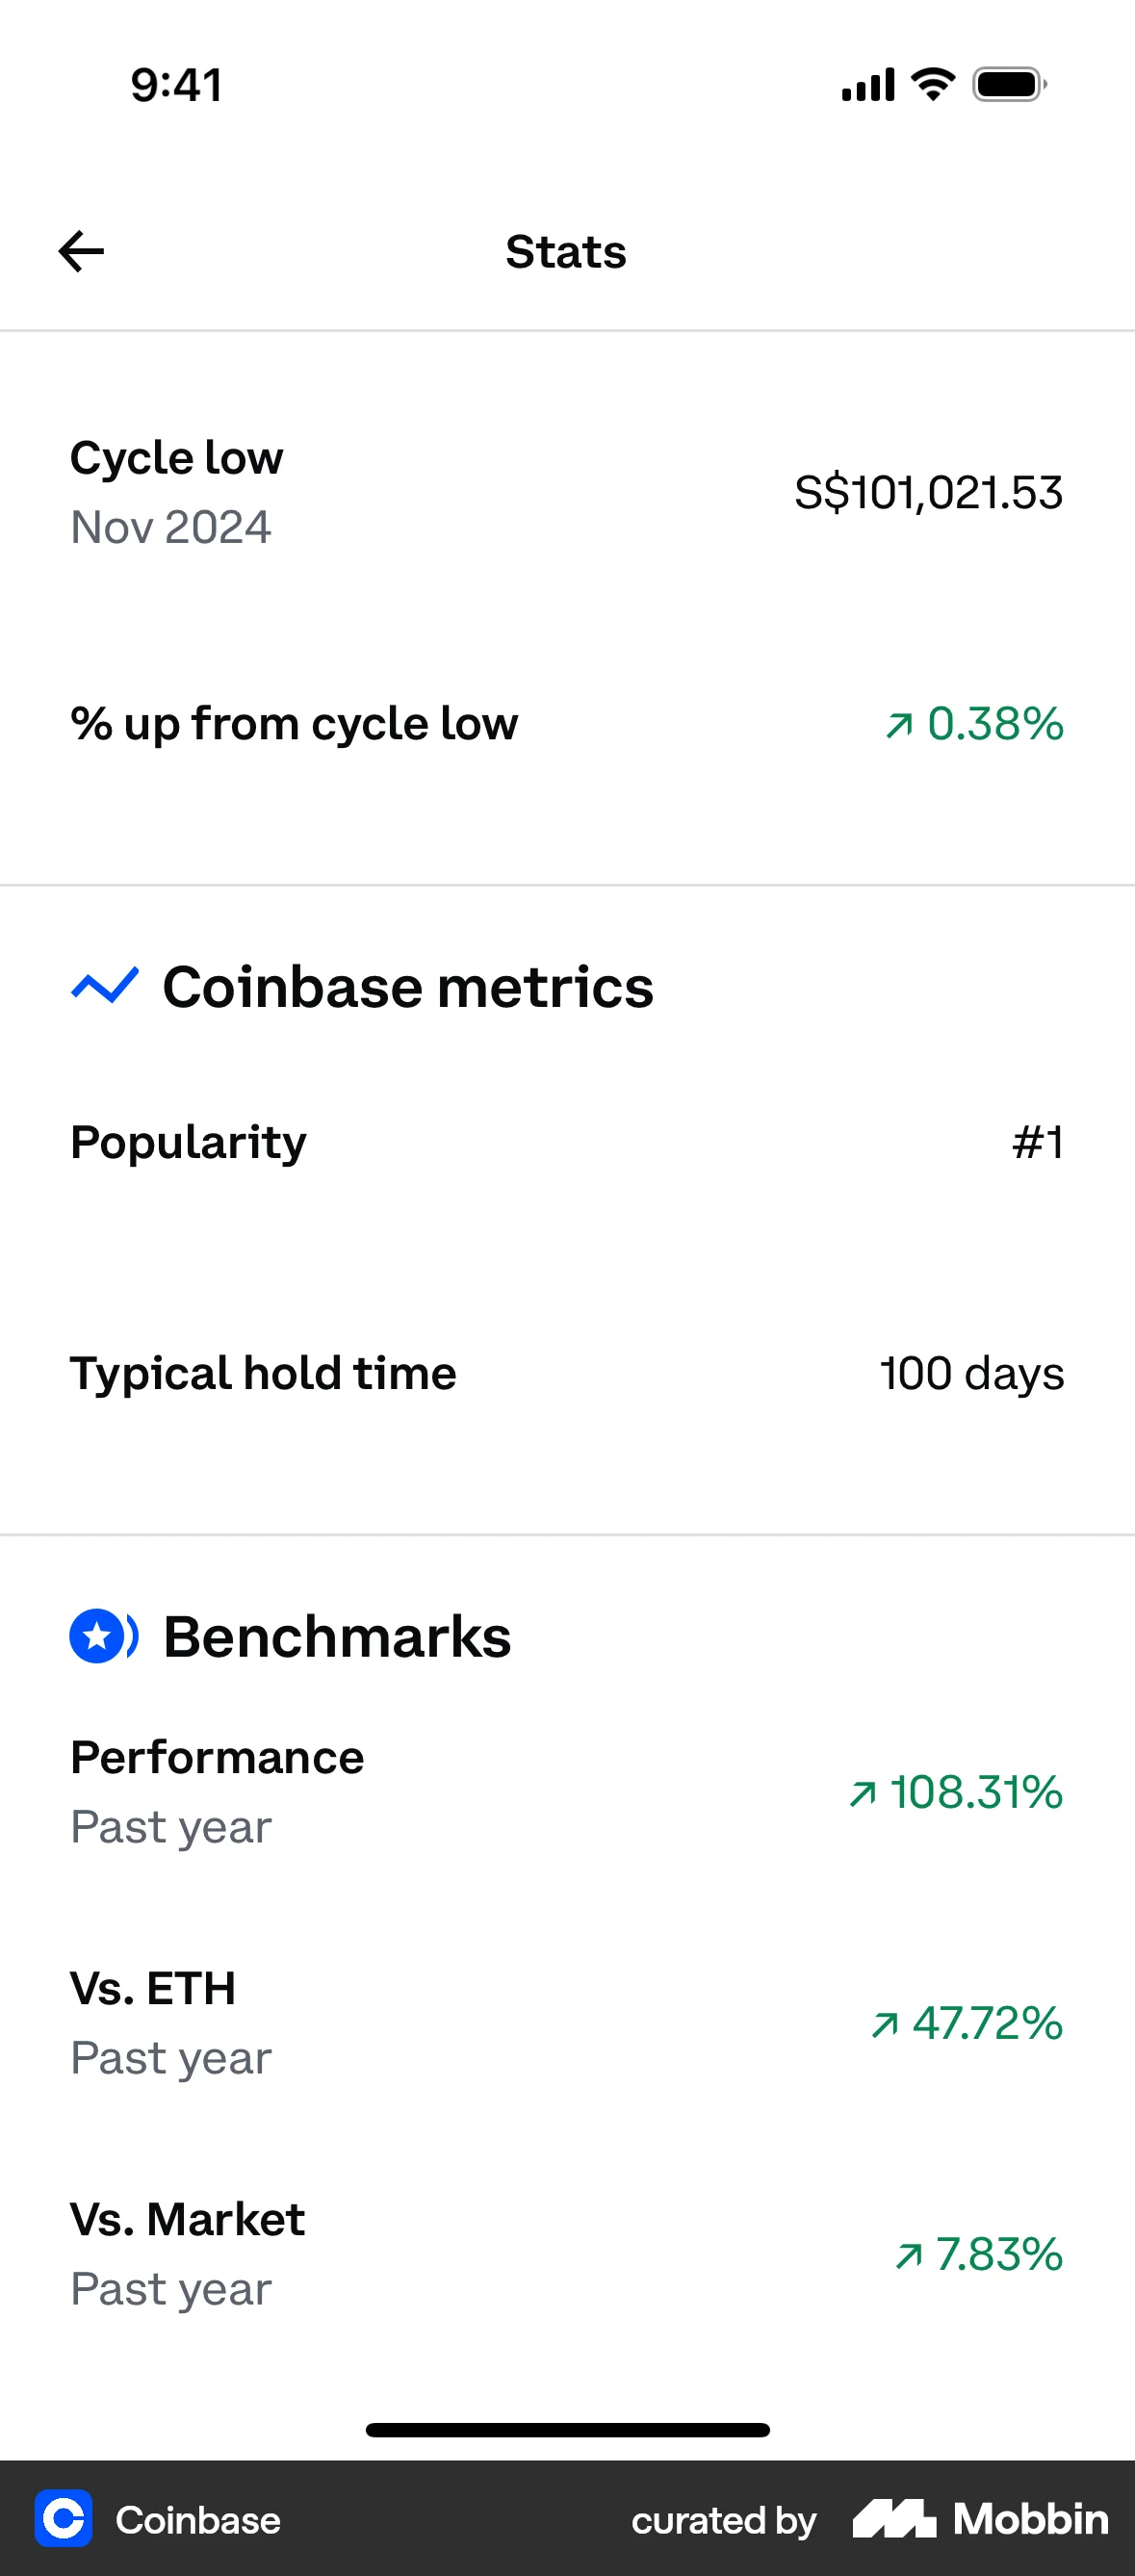 9:41
Stats
Cycle low
Nov 2024
S$101,021.53
% up from cycle low
↗ 0.38%
Coinbase metrics
Popularity
#1
Typical hold time
100 days
Benchmarks
Performance
Past year
↗ 108.31%
Vs. ETH
Past year
↗ 47.72%
Vs. Market
Past year
↗ 7.83%
Coinbase
curated by Mobbin